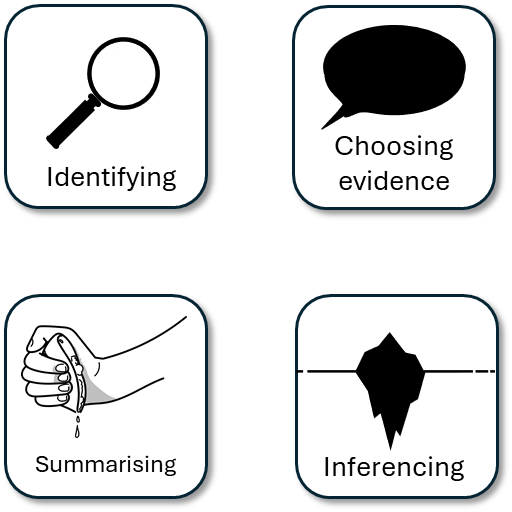 Identifying
Choosing
evidence
Summarising
Inferencing